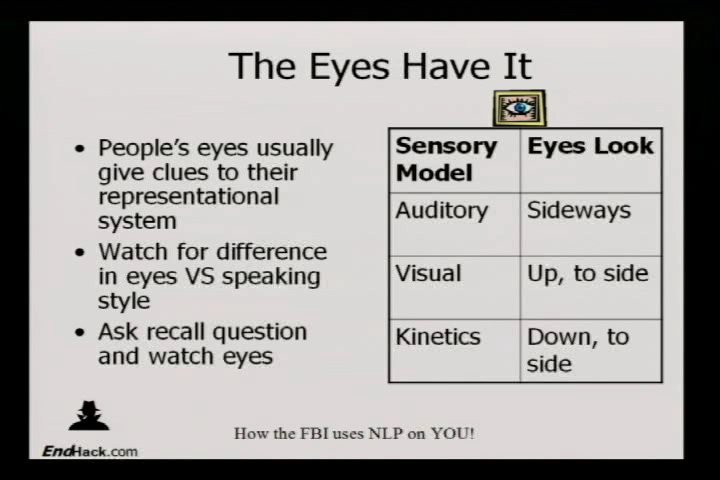 The Eyes Have It
• People's eyes usually
give clues to their
representational
system
• Watch for difference
in eyes VS speaking
style
• Ask recall question
and watch eyes
Sensory Model	Eyes Look
Auditory	Sideways
Visual	Up, to side
Kinetics	Down, to side
EndHack.com
How the FBI uses NLP on YOU!